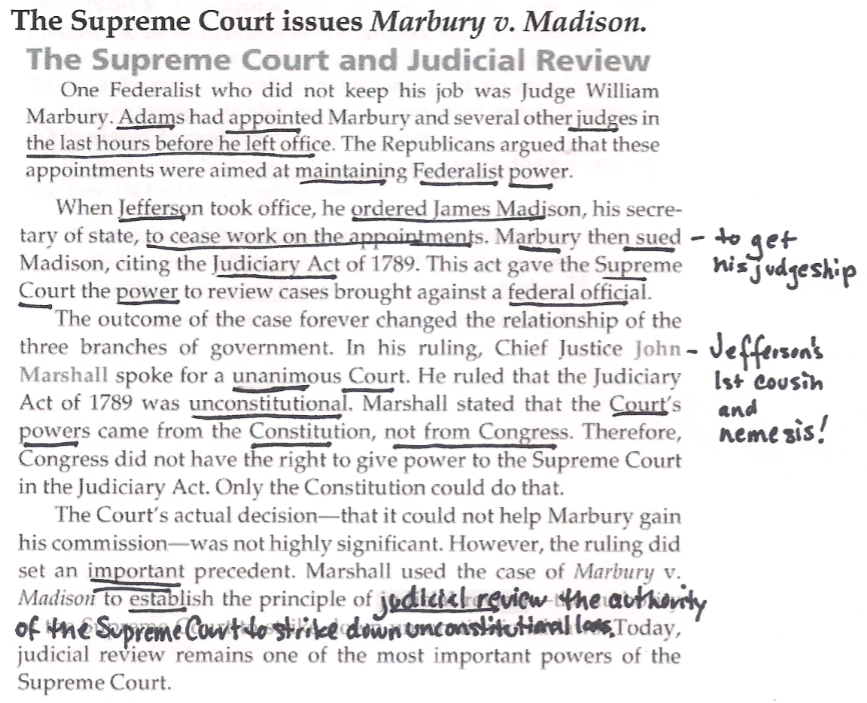 The Supreme Court issues Marbury v. Madison.
The Supreme Court and Judicial Review
One Federalist who did not keep his job was Judge William
Marbury. Adams had appointed Marbury and several other judges in
the last hours before he left office. The Republicans argued that these
appointments were aimed at maintaining Federalist power.
When Jefferson took office, he ordered James Madison, his secre-
tary of state, to cease work on the appointments. Marbury then sued – to get
Madison, citing the Judiciary Act of 1789. This act gave the Supreme his judgeship
Court the power to review cases brought against a federal official.
The outcome of the case forever changed the relationship of the
three branches of government. In his ruling, Chief Justice John – Jefferson's
Marshall spoke for a unanimous Court. He ruled that the Judiciary 1st cousin
Act of 1789 was unconstitutional. Marshall stated that the Court's and
powers came from the Constitution, not from Congress. Therefore, nemesis!
Congress did not have the right to give power to the Supreme Court
in the Judiciary Act. Only the Constitution could do that.
The Court's actual decision—that it could not help Marbury gain
his commission—was not highly significant. However, the ruling did
set an important precedent. Marshall used the case of Marbury v.
Madison to establish the principle of judicial review the authority
of the Supreme Court to strike down unconstitutional laws. Today,
judicial review remains one of the most important powers of the
Supreme Court.